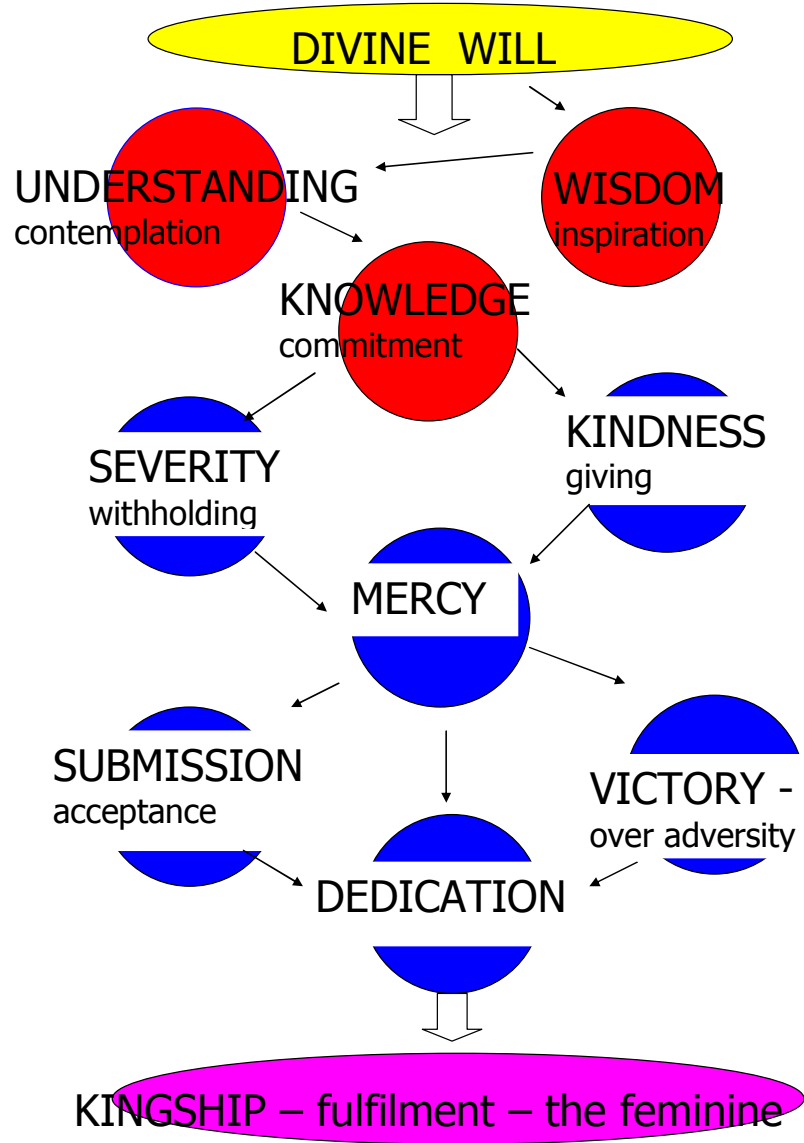 DIVINE WILL
UNDERSTANDING
contemplation
WISDOM
inspiration
KNOWLEDGE
commitment
SEVERITY
withholding
KINDNESS
giving
MERCY
SUBMISSION
acceptance
VICTORY -
over adversity
DEDICATION
KINGSHIP – fulfilment – the feminine